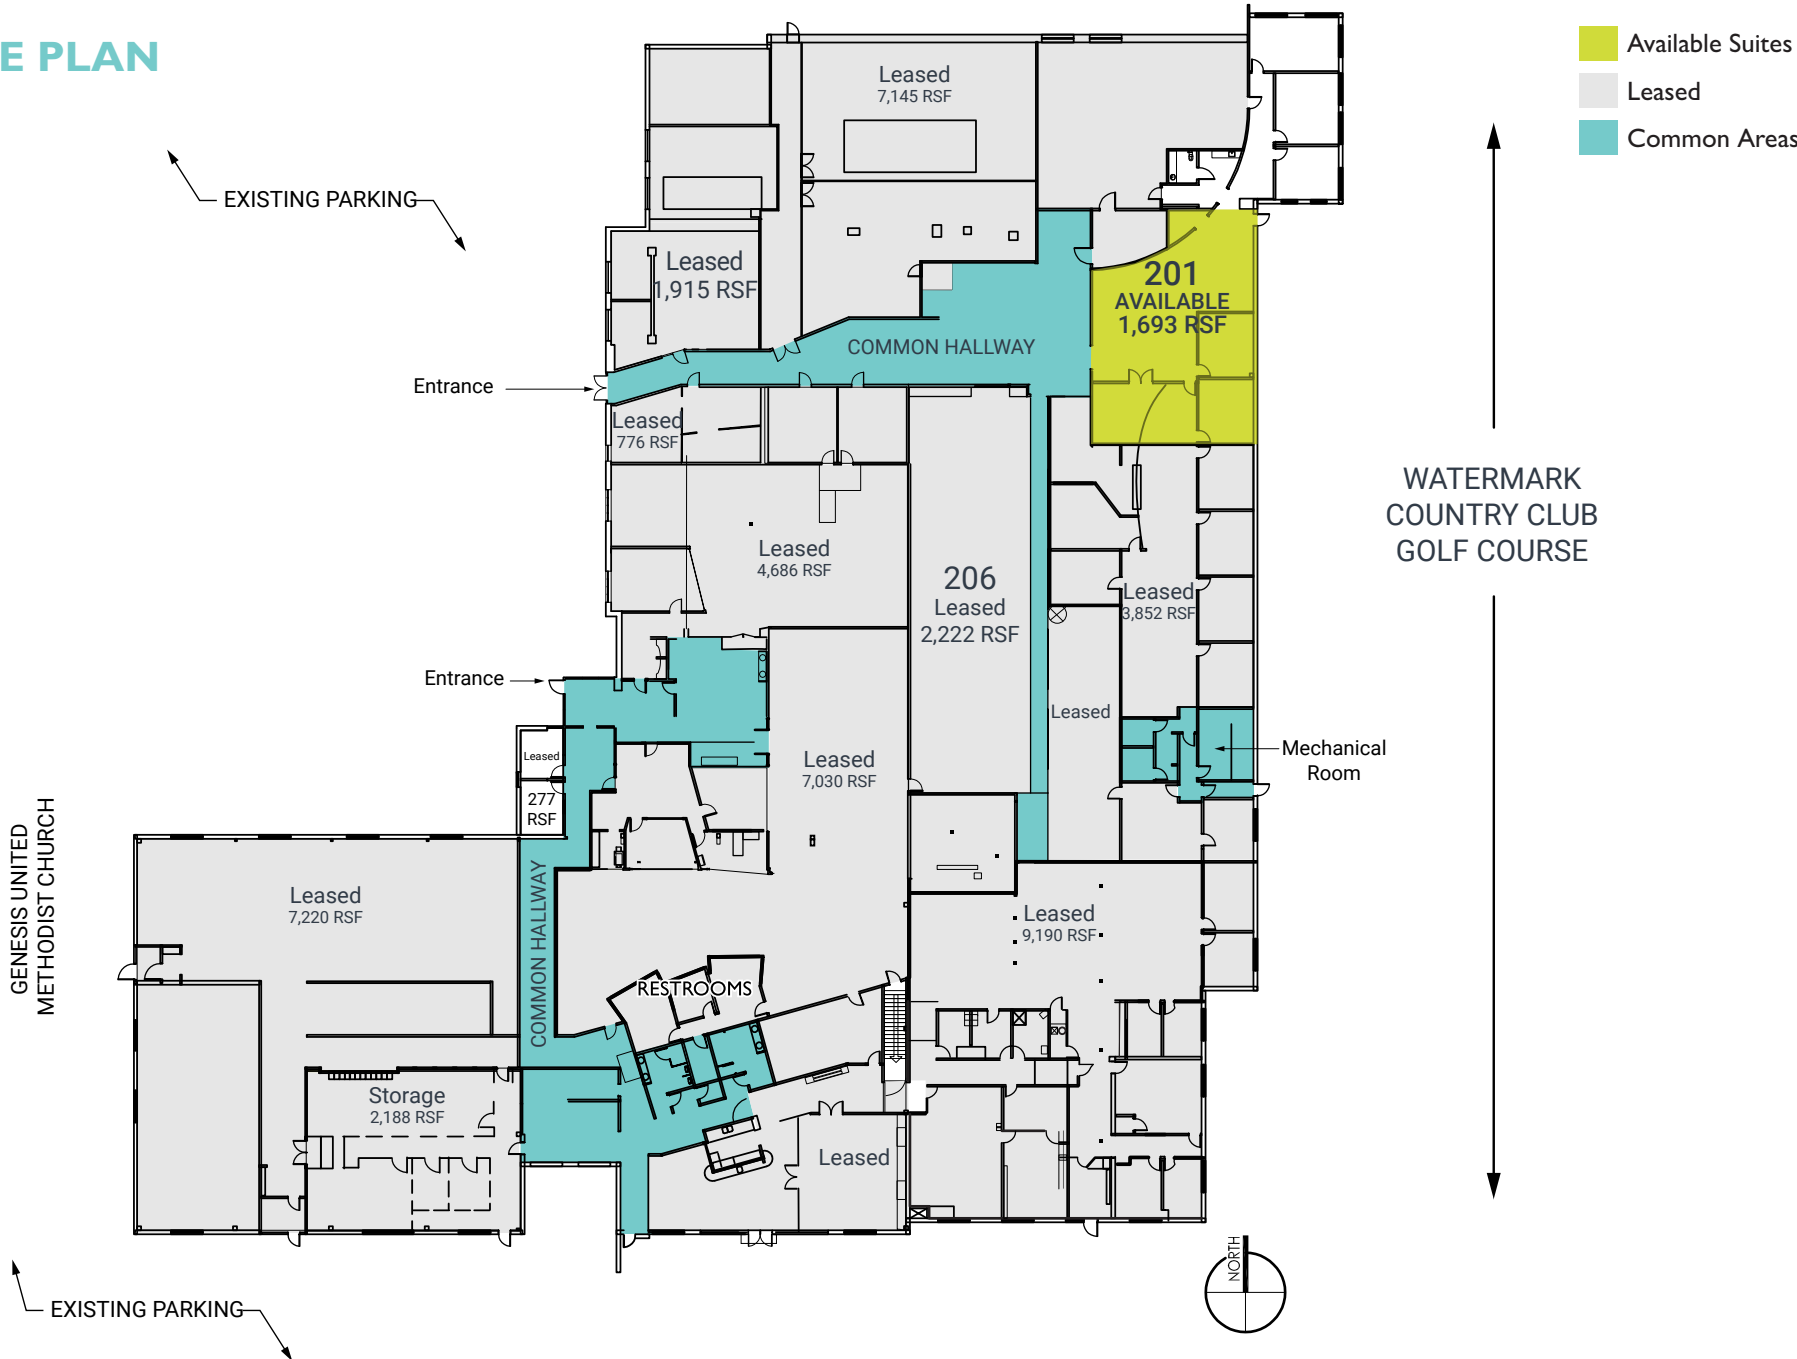 E PLAN
Available Suites
Leased
Common Areas
EXISTING PARKING
Leased
7,145 RSF
Leased
1,915 RSF
201
AVAILABLE
1,693 RSF
COMMON HALLWAY
Entrance
Leased
776 RSF
WATERMARK
COUNTRY CLUB
GOLF COURSE
Leased
4,686 RSF
206
Leased
2,222 RSF
Leased
3,852 RSF
Entrance
Leased
Leased
277
RSF
Leased
7,030 RSF
Mechanical
Room
GENESIS UNITED
METHODIST CHURCH
Leased
7,220 RSF
COMMON HALLWAY
Leased
9,190 RSF
RESTROOMS
Storage
2,188 RSF
Leased
NORTH
EXISTING PARKING